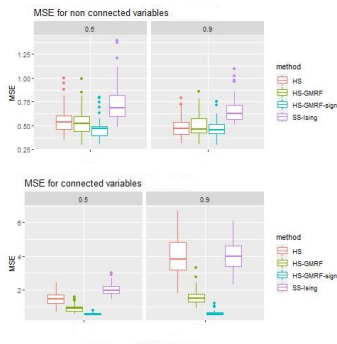 MSE for non connected variables
0.5 0.9
MSE
1.25
1.00
0.75
0.50
0.25
method
HS
HS-GMRF
HS-GMRF-sign
SS-Ising
MSE for connected variables
0.5 0.9
MSE
6
4
2
method
HS
HS-GMRF
HS-GMRF-sign
SS-Ising